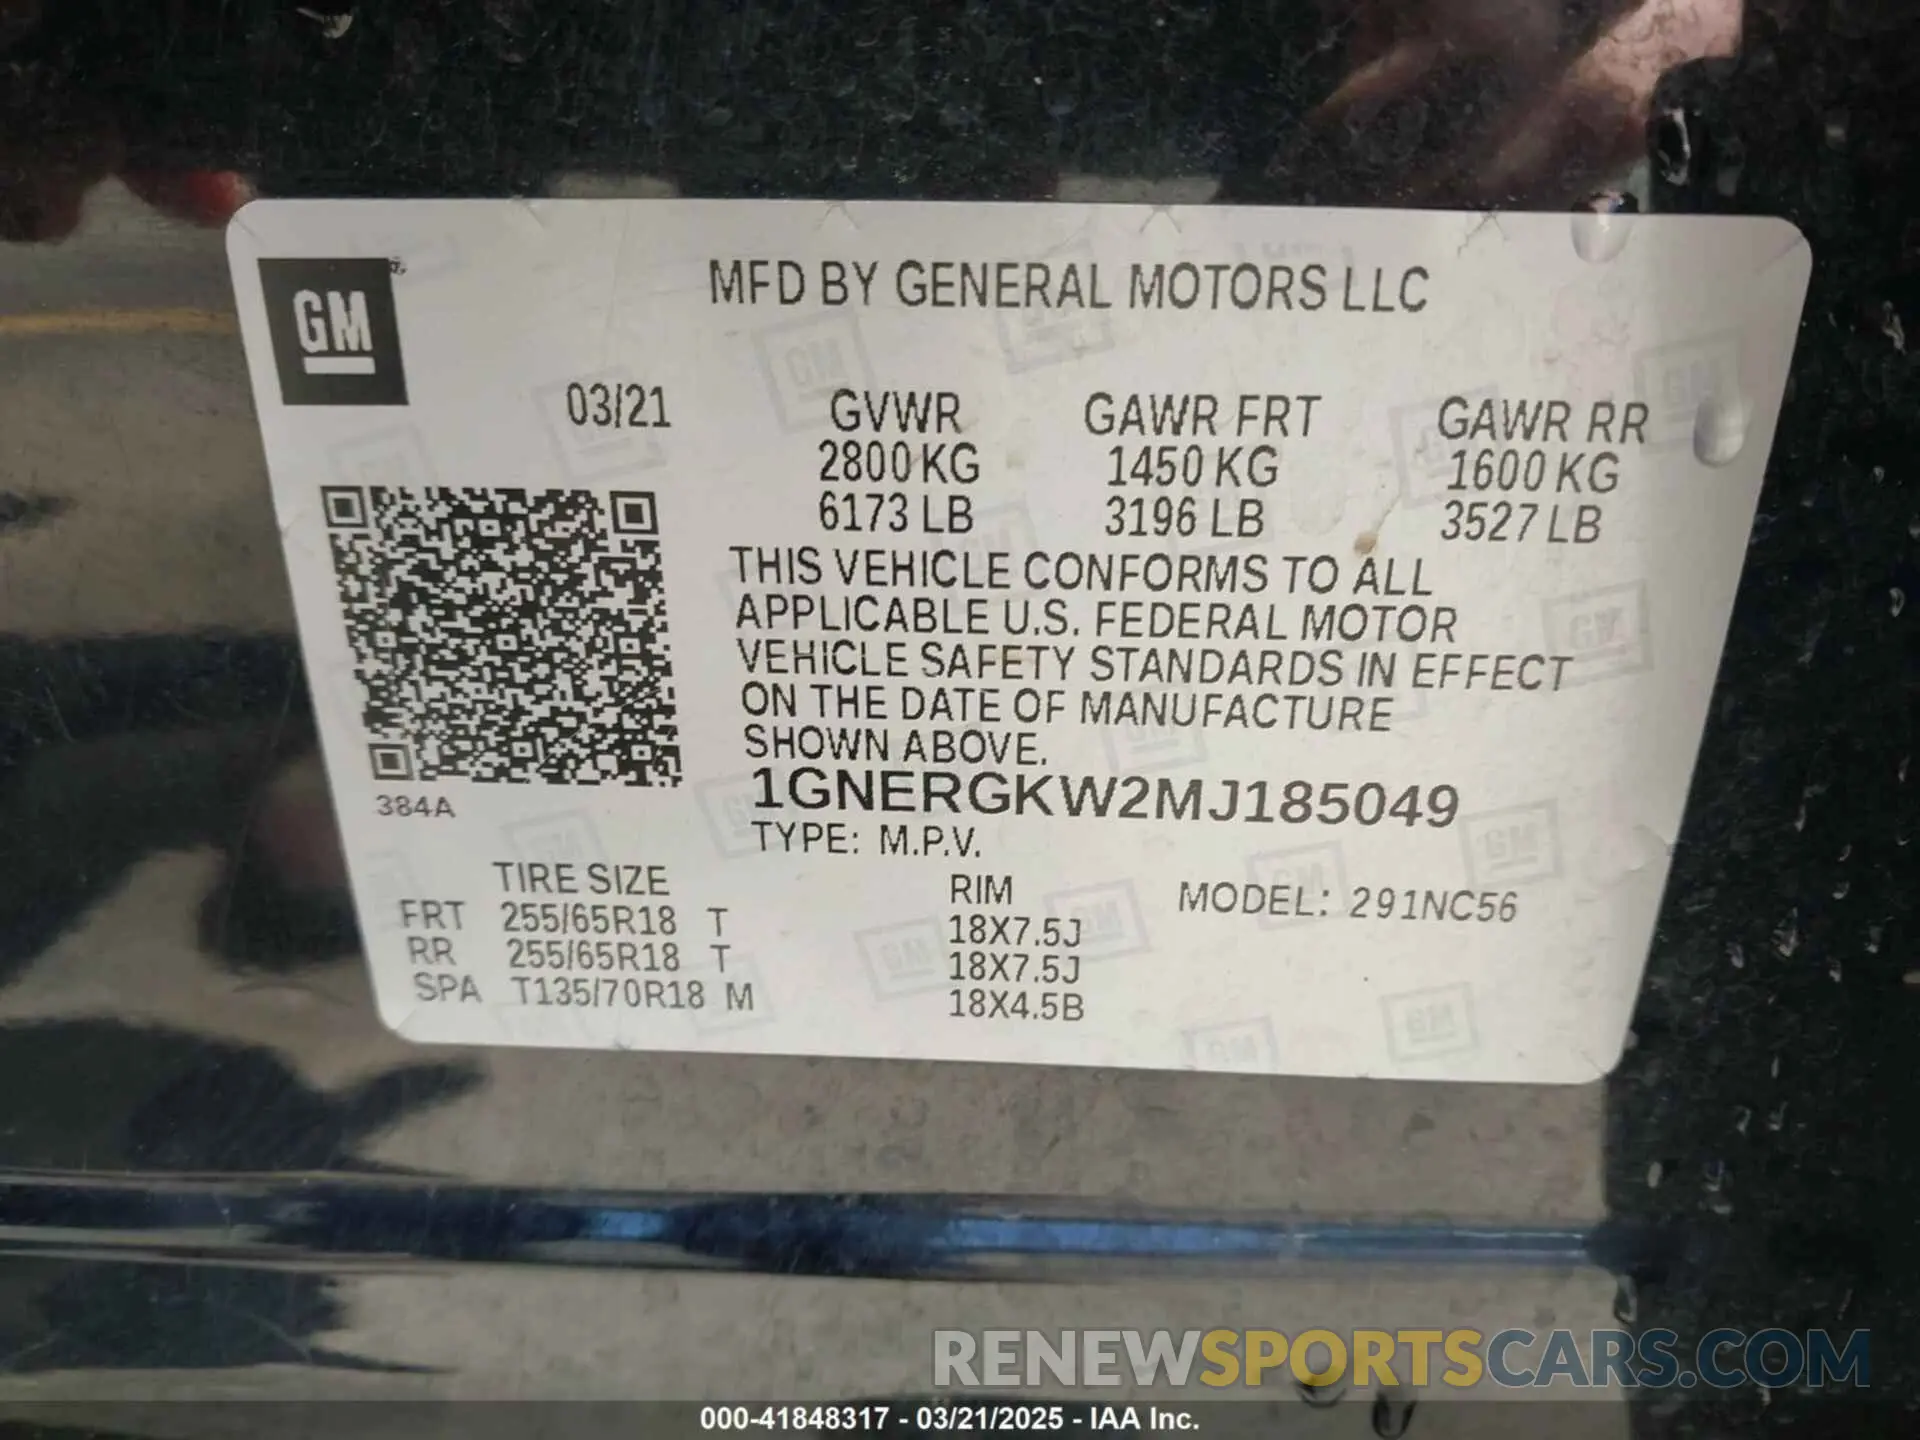 GM
MFD BY GENERAL MOTORS LLC
03/21 GVWR GAWR FRT GAWR RR
2800 KG 1450 KG 1600 KG
6173 LB 3196 LB 3527 LB
THIS VEHICLE CONFORMS TO ALL
APPLICABLE U.S. FEDERAL MOTOR
VEHICLE SAFETY STANDARDS IN EFFECT
ON THE DATE OF MANUFACTURE
SHOWN ABOVE.
1GNERGKW2MJ185049
384A
TYPE: M.P.V.
TIRE SIZE RIM MODEL: 291NC56
FRT 255/65R18 T 18X7.5J
RR 255/65R18 T 18X7.5J
SPA T135/70R18 M 18X4.5B
RENEWSPORTSCARS.COM
000-41848317 - 03/21/2025 - IAA Inc.